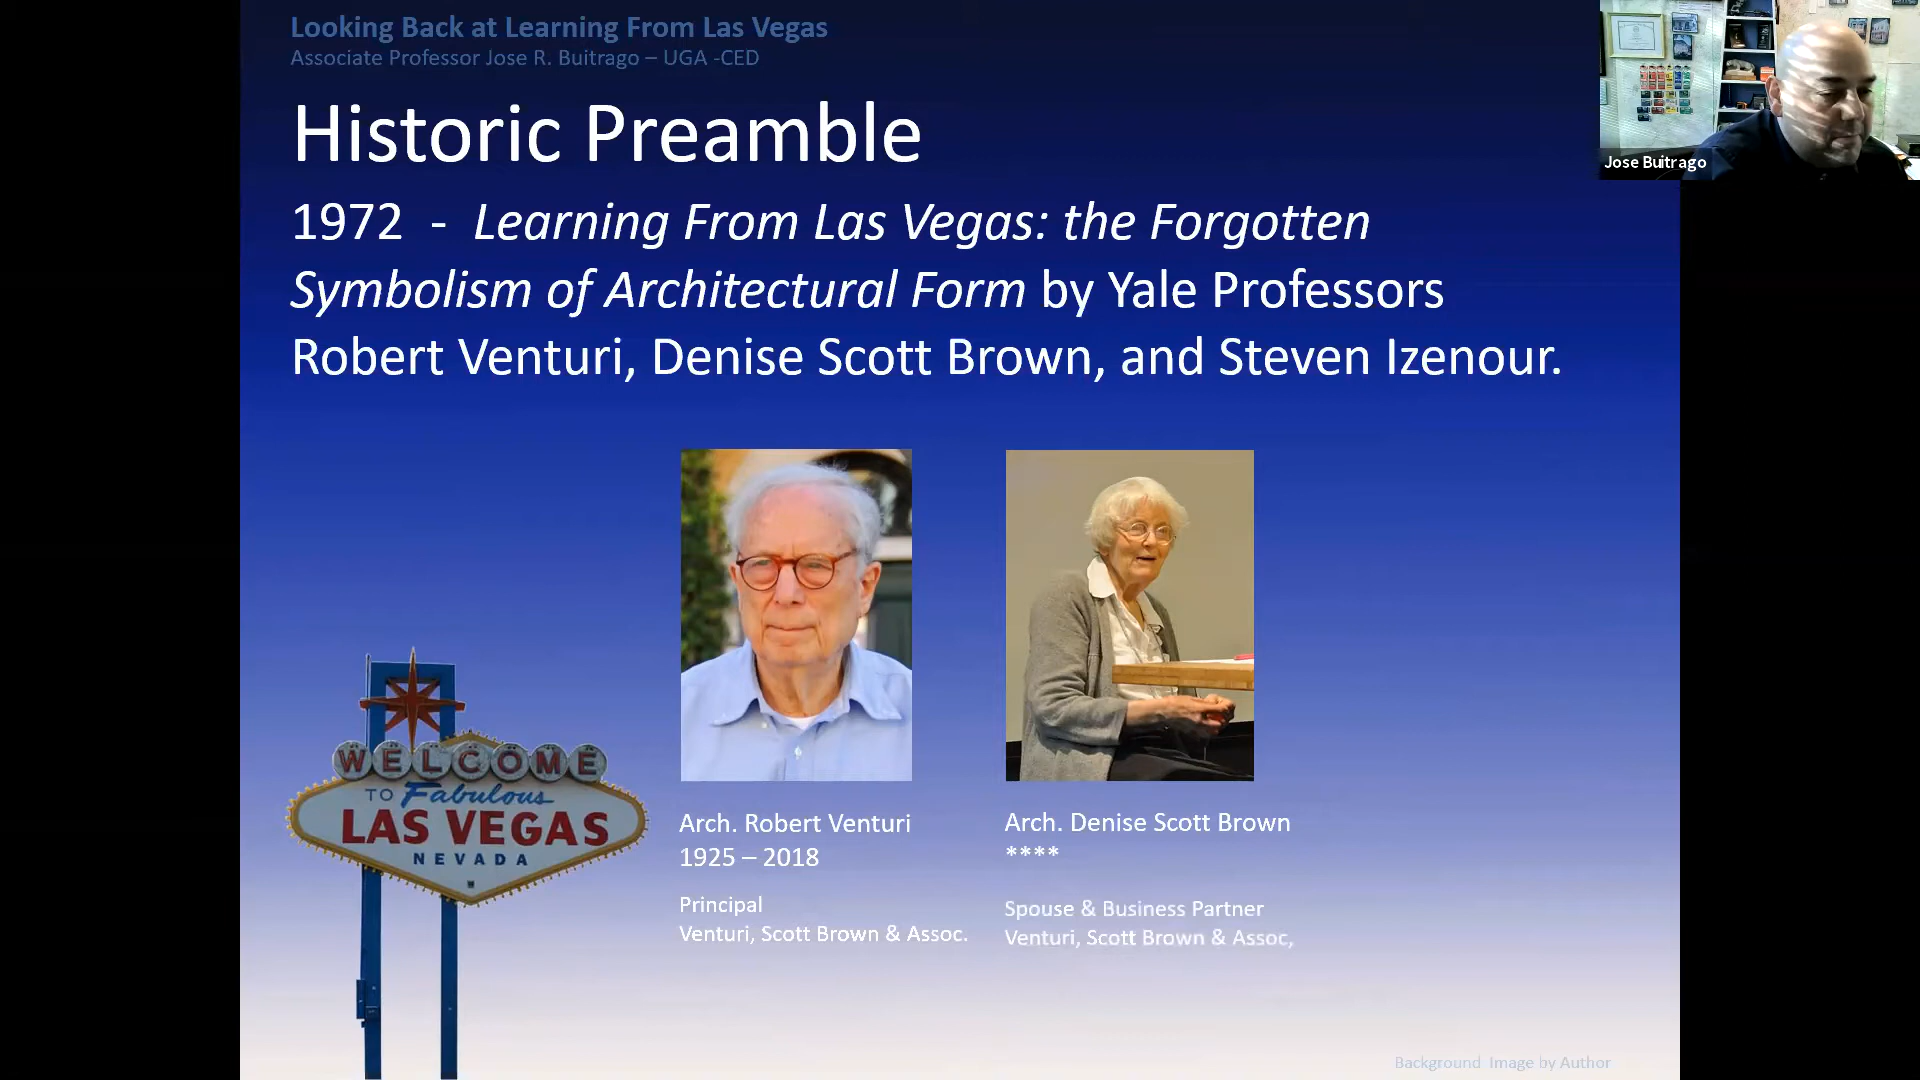 Looking Back at Learning From Las Vegas
Associate Professor Jose R. Buitrago – UGA -CED
Historic Preamble
1972 - Learning From Las Vegas: the Forgotten
Symbolism of Architectural Form by Yale Professors
Robert Venturi, Denise Scott Brown, and Steven Izenour.
Jose Buitrago
WELCOME
TO Fabulous
LAS VEGAS
NEVADA
Arch. Robert Venturi
1925 – 2018
Principal
Venturi, Scott Brown & Assoc.
Arch. Denise Scott Brown
****
Spouse & Business Partner
Venturi, Scott Brown & Assoc,
Background Image by Author